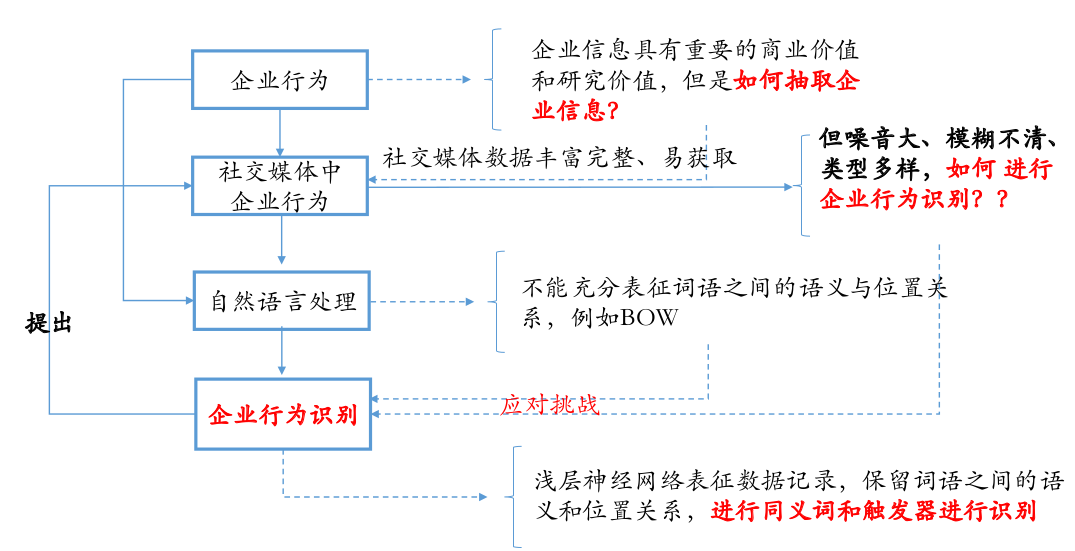 企业行为
企业信息具有重要的商业价值
和研究价值，但是如何抽取企
业信息？
社交媒体中
企业行为
社交媒体数据丰富完整、易获取
但噪音大、模糊不清、
类型多样，如何 进行
企业行为识别？？
自然语言处理
不能充分表征词语之间的语义与位置关
系，例如BOW
提出
企业行为识别
应对挑战
浅层神经网络表征数据记录，保留词语之间的语
义和位置关系，进行同义词和触发器进行识别